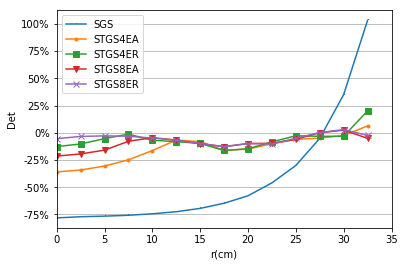 SGS
STGS4EA
STGS4ER
STGS8EA
STGS8ER
100%
75%
50%
25%
0%
-25%
-50%
-75%
Det
0 5 10 15 20 25 30 35
r(cm)